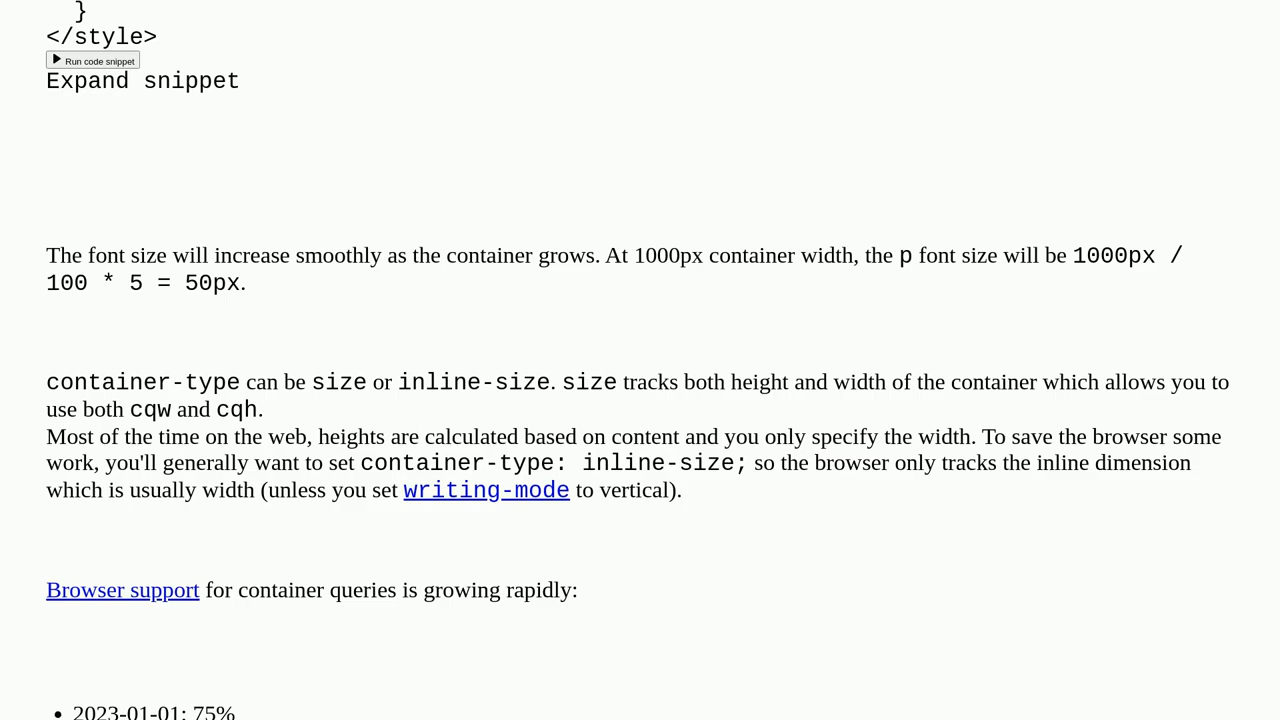 }
</style>
Run code snippet
Expand snippet
The font size will increase smoothly as the container grows. At 1000px container width, the p font size will be 1000px /
100 * 5 = 50px.
container-type can be size or inline-size. size tracks both height and width of the container which allows you to
use both cqw and cqh.
Most of the time on the web, heights are calculated based on content and you only specify the width. To save the browser some
work, you'll generally want to set container-type: inline-size; so the browser only tracks the inline dimension
which is usually width (unless you set writing-mode to vertical).
Browser support for container queries is growing rapidly:
• 2023-01-01: 75%